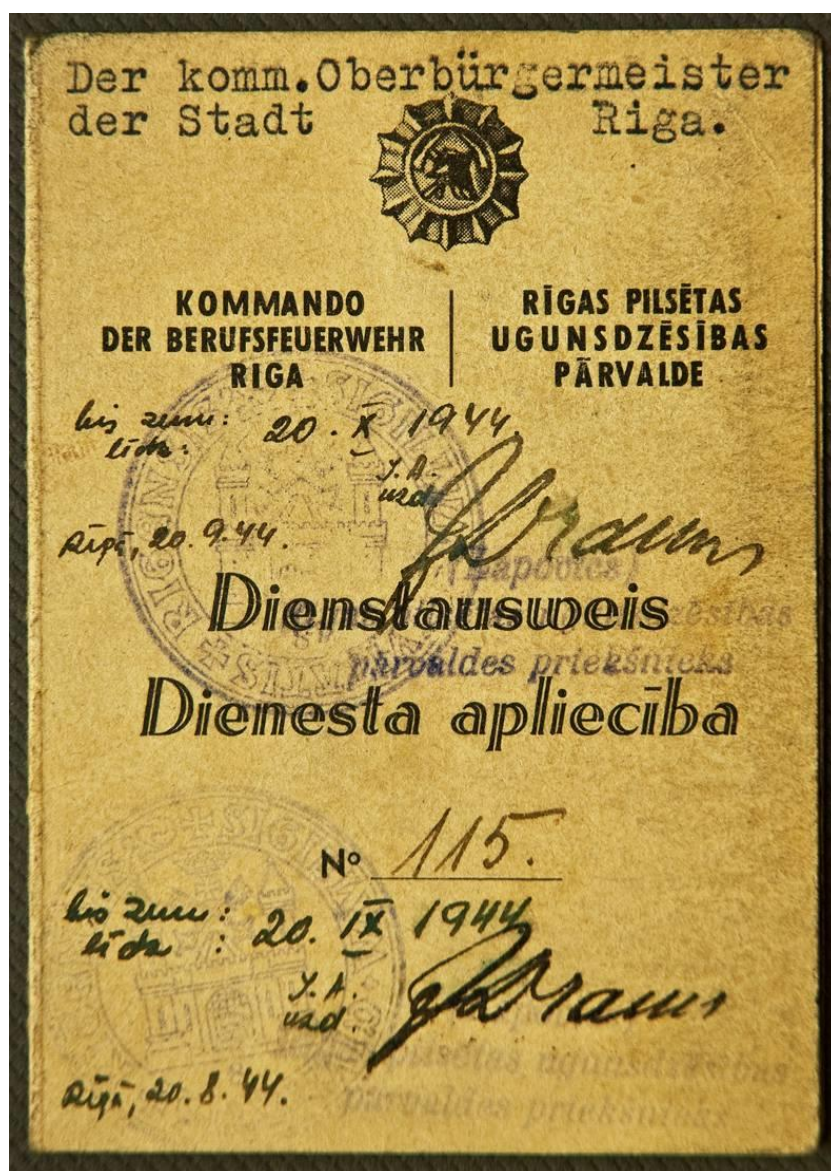 Der komm.Oberbürgermeister
der Stadt Riga.
KOMMANDO
DER BERUFSFEUERWEHR
RIGA
RĪGAS PILSĒTAS
UGUNSDZĒSĪBAS
PĀRVALDE
bis zum: 20. X 1944
līdz:
J.A.
uzd.
Rīgā, 20.9.44.
Dienstausweis
pārvaldes priekšnieks
Dienesta apliecība
Nº 115.
bis zum: 20. IX 1944
līdz :
J.A.
uzd.
pilsētas ugunsdzēsības
Rīgā, 20.8.44.
pārvaldes priekšnieks